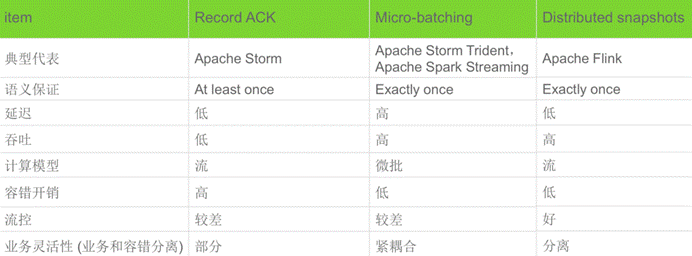 item Record ACK Micro-batching Distributed snapshots
典型代表 Apache Storm Apache Storm Trident, Apache Flink
Apache Spark Streaming
语义保证 At least once Exactly once Exactly once
延迟 低 高 低
吞吐 低 高 高
计算模型 流 微批 流
容错开销 高 低 低
流控 较差 较差 好
业务灵活性 (业务和容错分离) 部分 紧耦合 分离